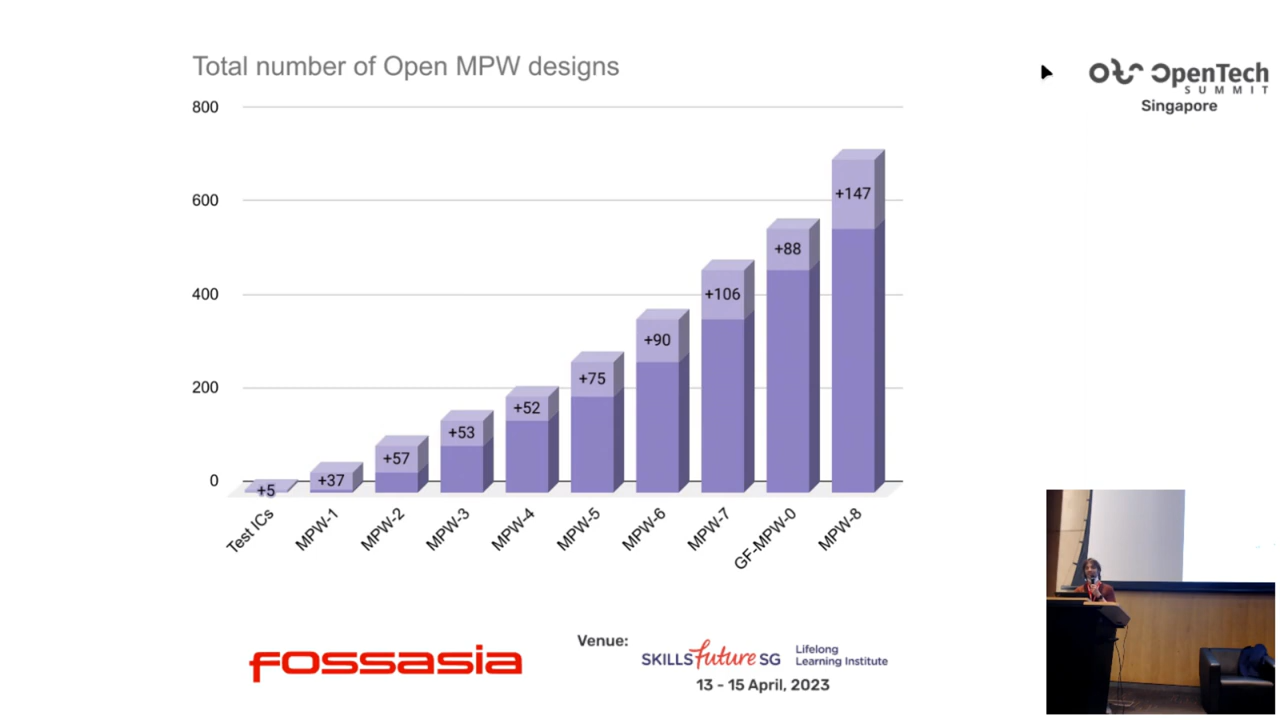 Total number of Open MPW designs
OpenTech
SUMMIT
Singapore
800
600
400
200
0
+5
+37
+57
+53
+52
+75
+90
+106
+88
+147
Test ICs
MPW-1
MPW-2
MPW-3
MPW-4
MPW-5
MPW-6
MPW-7
GF-MPW-0
MPW-8
fossasia
Venue:
SKILLSfuture SG
Lifelong
Learning Institute
13 - 15 April, 2023